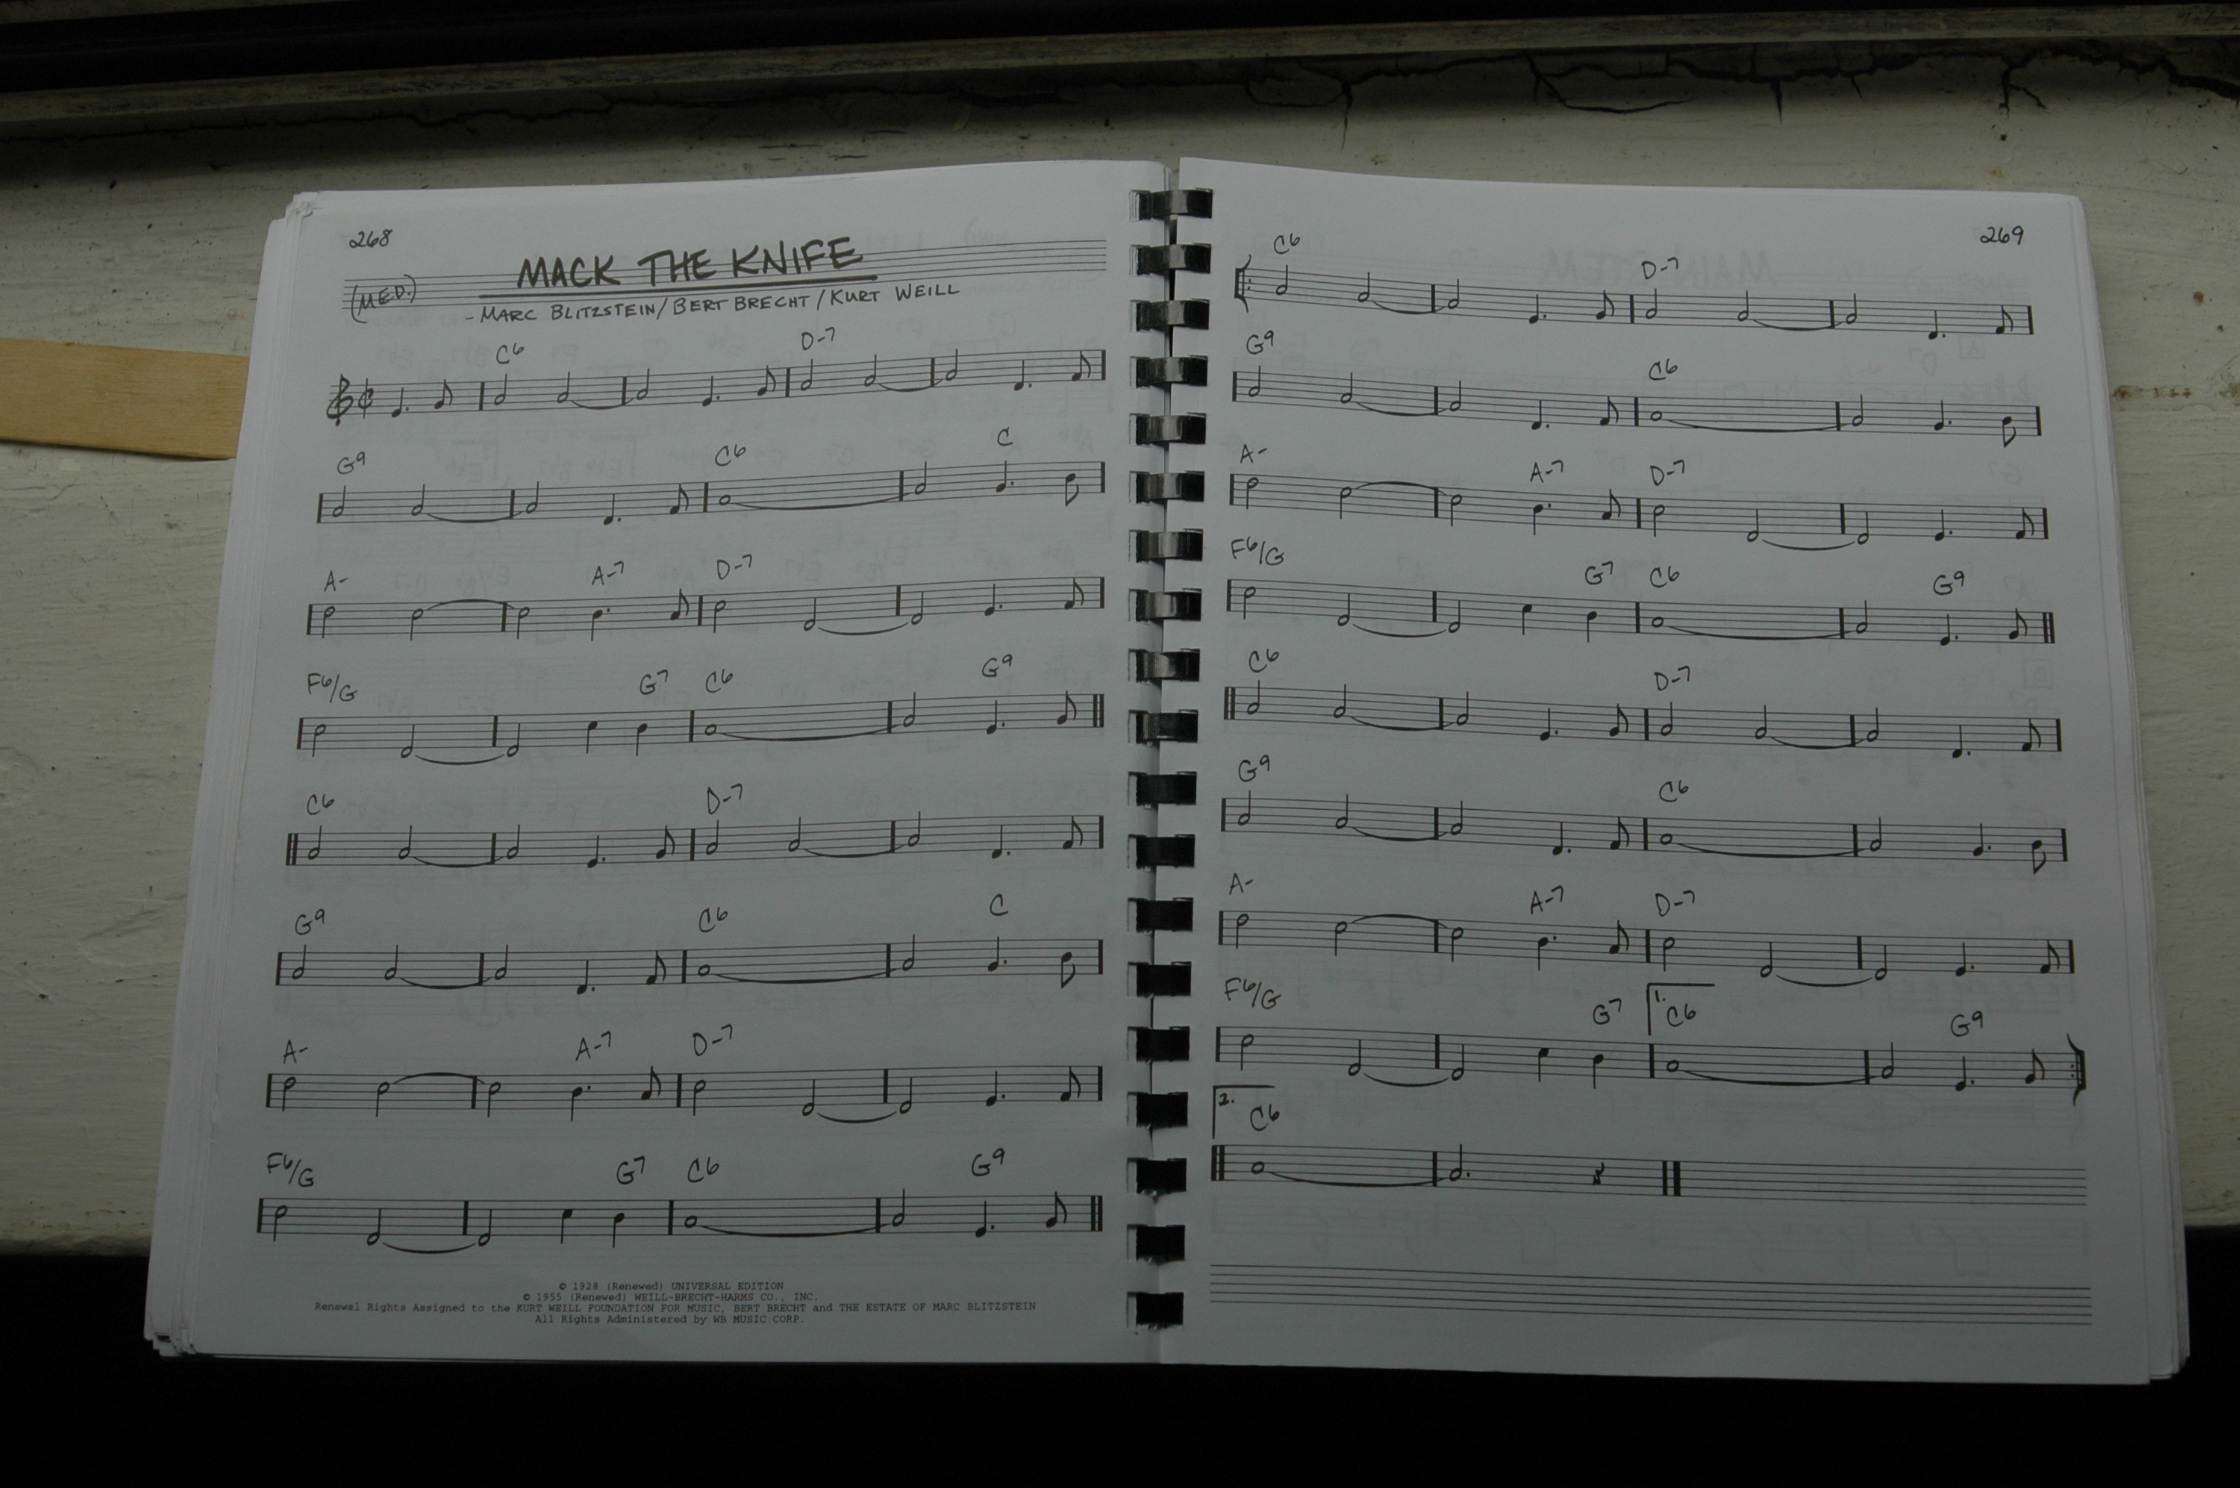 268
MACK THE KNIFE
(MED.)
- MARC BLITZSTEIN/BERT BRECHT/KURT WEILL
C6 D-7
G9 C6 C
A- A-7 D-7
F6/G G7 C6 G9
C6 D-7
G9 C6 C
A- A-7 D-7
F6/G G7 C6 G9
© 1928 (Renewed) UNIVERSAL EDITION
© 1955 (Renewed) WEILL-BRECHT-HARMS CO., INC.
Renewal Rights Assigned to the KURT WEILL FOUNDATION FOR MUSIC, BERT BRECHT and THE ESTATE OF MARC BLITZSTEIN
All Rights Administered by WB MUSIC CORP.
269
C6 D-7
G9 C6
A- A-7 D-7
F6/G G7 C6 G9
C6 D-7
G9 C6
A- A-7 D-7
F6/G G7 1. C6 G9
2. C6